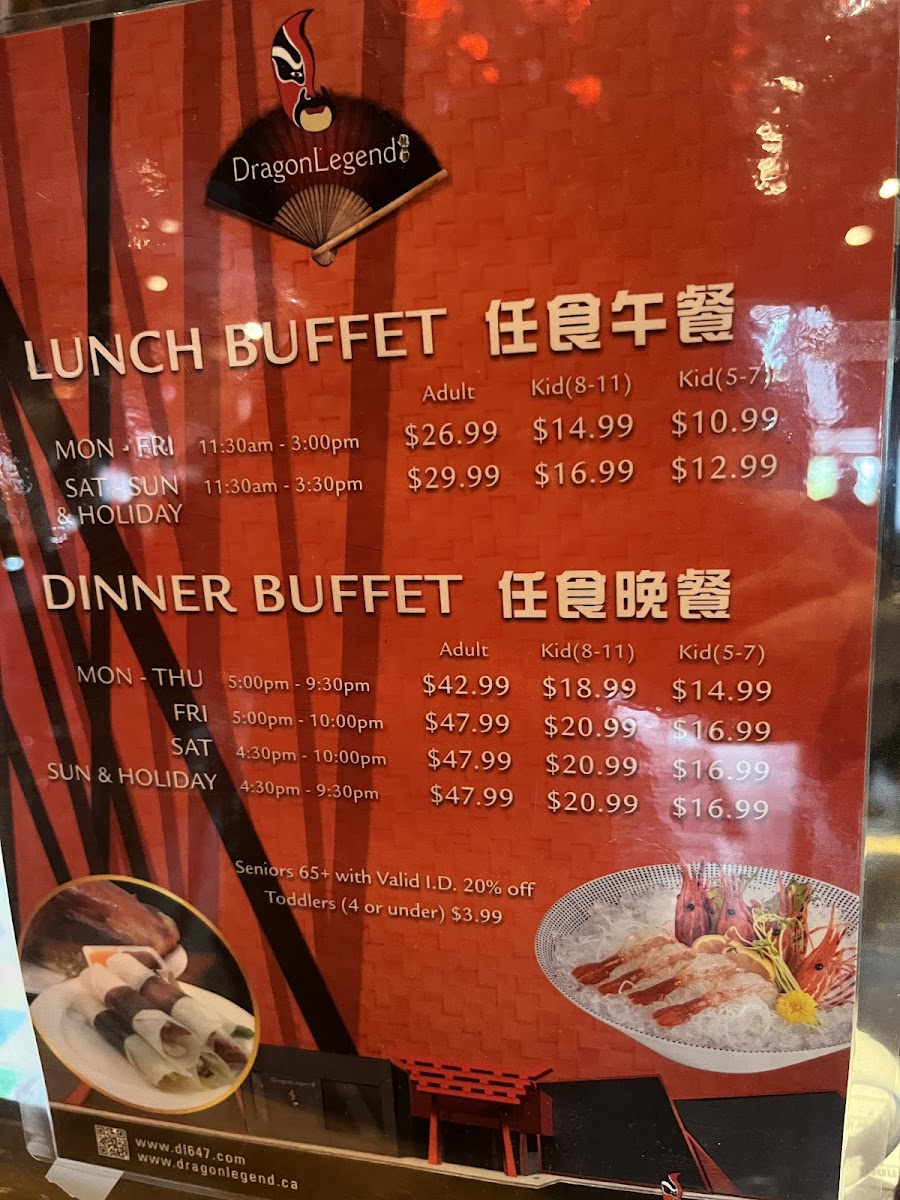 DragonLegend
LUNCH BUFFET 任食午餐
Adult Kid(8-11) Kid(5-7)
MON - FRI 11:30am - 3:00pm $26.99 $14.99 $10.99
SAT - SUN 11:30am - 3:30pm $29.99 $16.99 $12.99
& HOLIDAY
DINNER BUFFET 任食晚餐
Adult Kid(8-11) Kid(5-7)
MON - THU 5:00pm - 9:30pm $42.99 $18.99 $14.99
FRI 5:00pm - 10:00pm $47.99 $20.99 $16.99
SAT 4:30pm - 10:00pm $47.99 $20.99 $16.99
SUN & HOLIDAY 4:30pm - 9:30pm $47.99 $20.99 $16.99
Seniors 65+ with Valid I.D. 20% off
Toddlers (4 or under) $3.99
DragonLegend
www.dl647.com
www.dragonlegend.ca